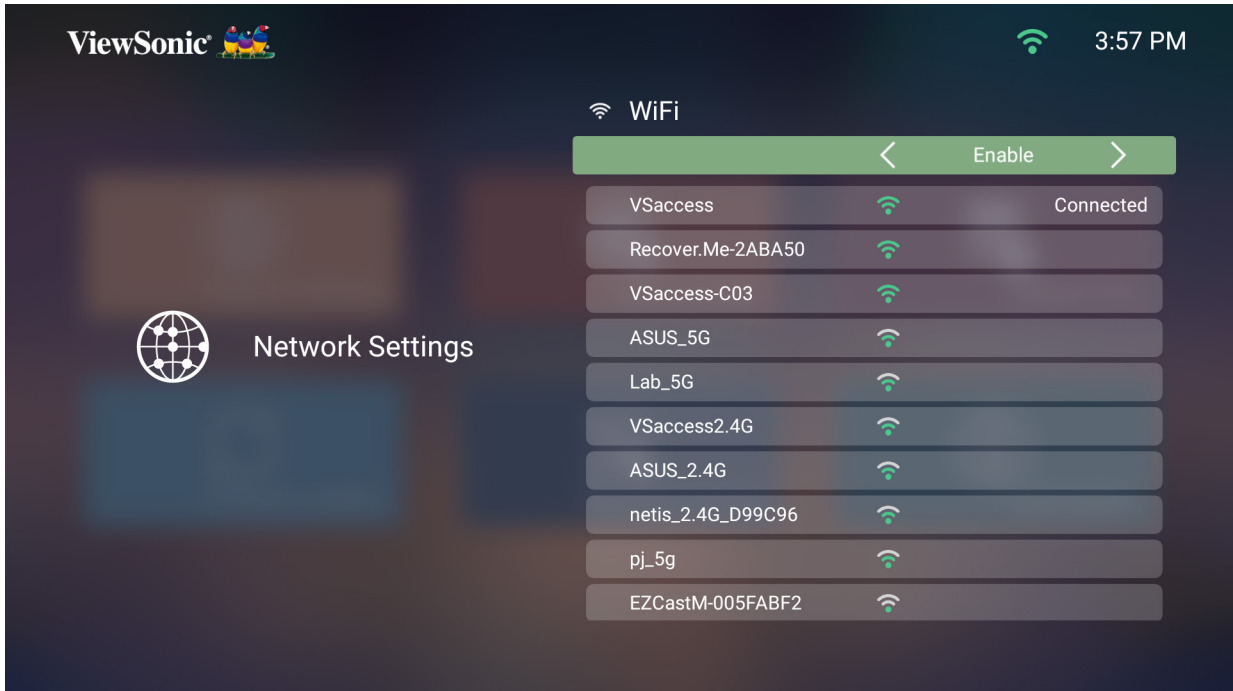 ViewSonic®
3:57 PM
WiFi
Enable
VSaccess Connected
Recover.Me-2ABA50
VSaccess-C03
ASUS_5G
Network Settings
Lab_5G
VSaccess2.4G
ASUS_2.4G
netis_2.4G_D99C96
pj_5g
EZCastM-005FABF2